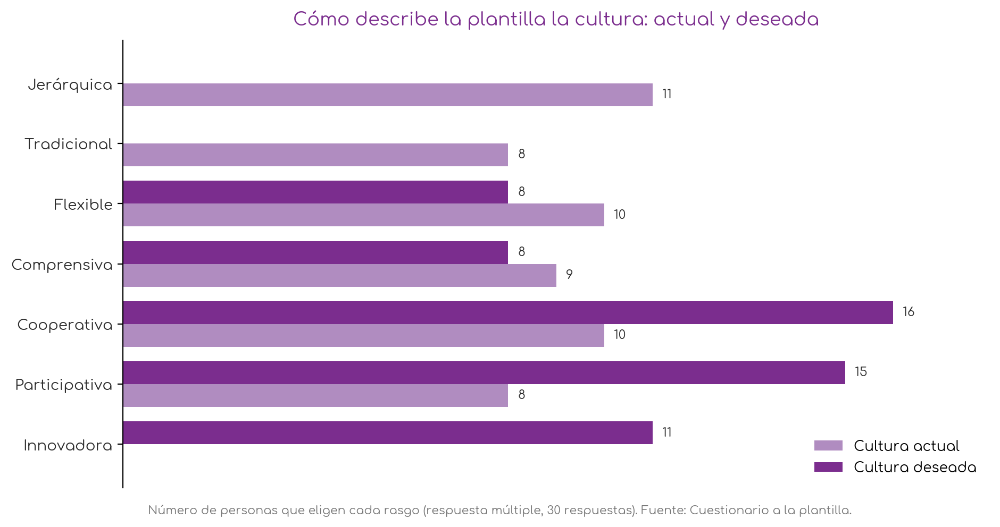 Cómo describe la plantilla la cultura: actual y deseada
Jerárquica
11
Tradicional
8
8
Flexible
10
8
Comprensiva
9
16
Cooperativa
10
15
Participativa
8
11
Innovadora
Cultura actual
Cultura deseada
Número de personas que eligen cada rasgo (respuesta múltiple, 30 respuestas). Fuente: Cuestionario a la plantilla.